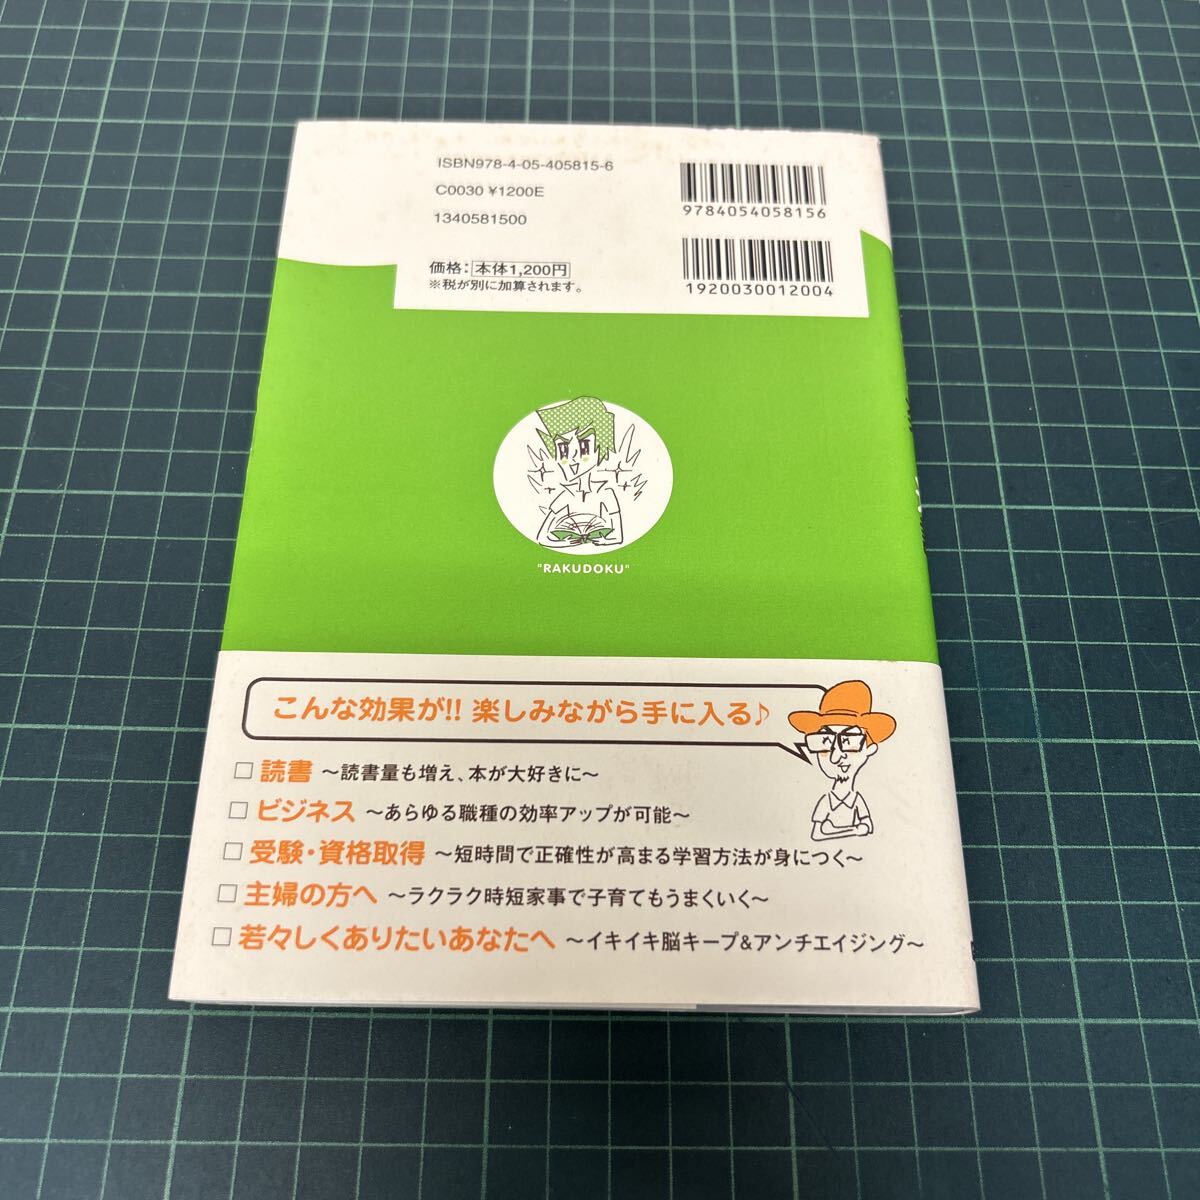 ISBN978-4-05-405815-6
C0030 ¥1200E
1340581500
価格：本体1,200円
※税が別に加算されます。
9784054058156
1920030012004
"RAKUDOKU"
こんな効果が!! 楽しみながら手に入る♪
□ 読書 〜読書量も増え、本が大好きに〜
□ ビジネス 〜あらゆる職種の効率アップが可能〜
□ 受験・資格取得 〜短時間で正確性が高まる学習方法が身につく〜
□ 主婦の方へ 〜ラクラク時短家事で子育てもうまくいく〜
□ 若々しくありたいあなたへ 〜イキイキ脳キープ&アンチエイジング〜